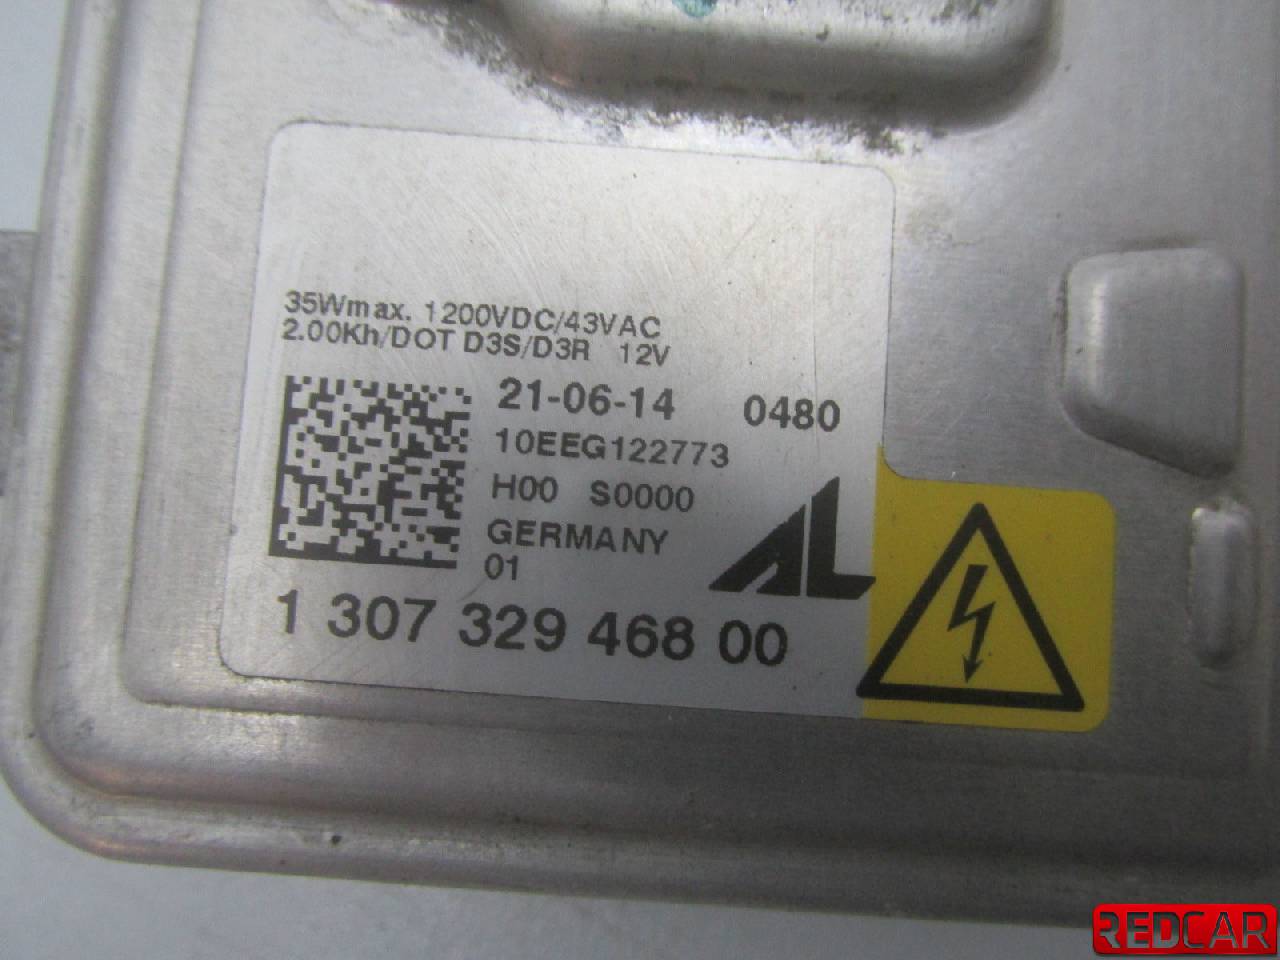 35Wmax. 1200VDC/43VAC
2.00Kh/DOT D3S/D3R 12V
21-06-14 0480
10EEG122773
H00 S0000
GERMANY
01
AL
1 307 329 468 00
REDCAR